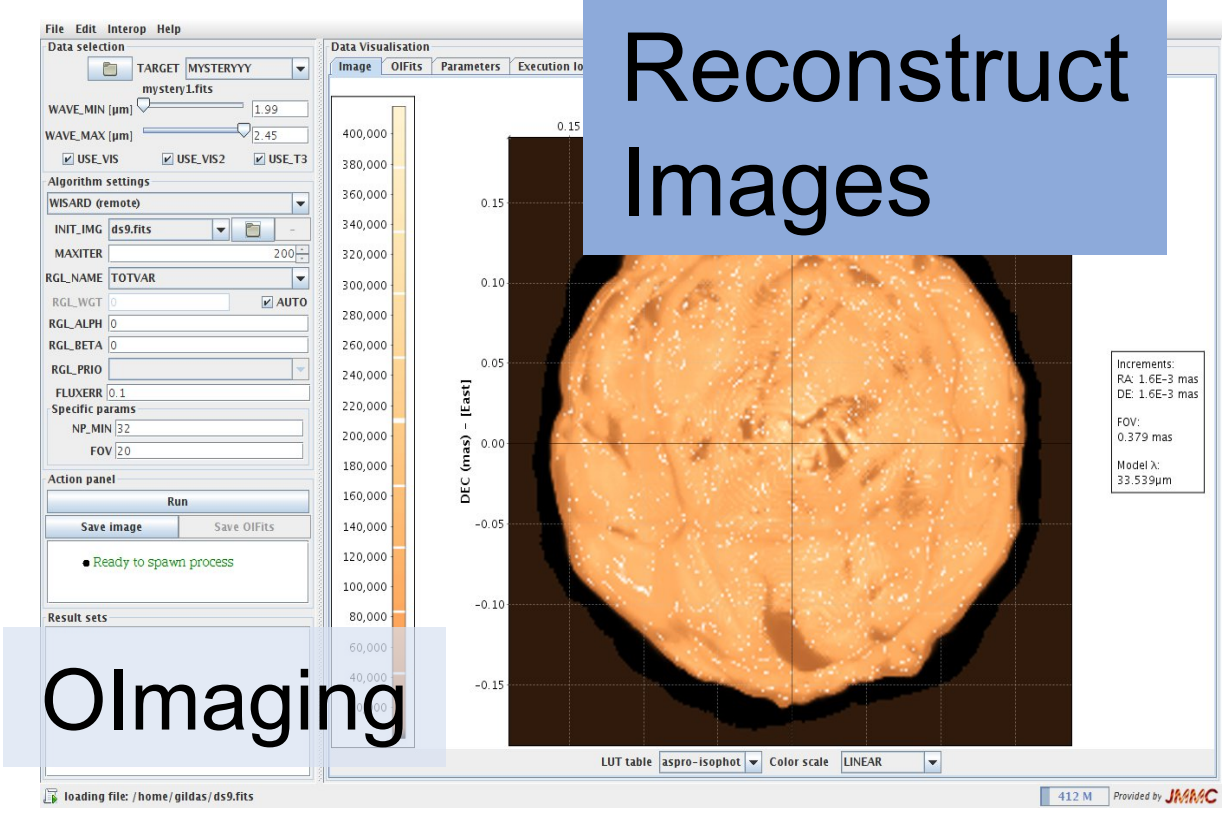 File Edit Interop Help
Data selection
TARGET MYSTERYYY
mystery1.fits
WAVE_MIN [µm] 1.99
WAVE_MAX [µm] 2.45
USE_VIS USE_VIS2 USE_T3
Algorithm settings
WISARD (remote)
INIT_IMG ds9.fits -
MAXITER 200
RGL_NAME TOTVAR
RGL_WGT 0 AUTO
RGL_ALPH 0
RGL_BETA 0
RGL_PRIO
FLUXERR 0.1
Specific params
NP_MIN 32
FOV 20
Action panel
Run
Save image Save OIFits
Ready to spawn process
Result sets
OImaging
Data Visualisation
Image OIFits Parameters Execution lo
Reconstruct
Images
400,000
380,000
360,000
340,000
320,000
300,000
280,000
260,000
240,000
220,000
200,000
180,000
160,000
140,000
120,000
100,000
80,000
60,000
40,000
0.15
0.15
0.10
0.05
0.00
-0.05
-0.10
-0.15
DEC (mas) - [East]
Increments:
RA: 1.6E-3 mas
DE: 1.6E-3 mas
FOV:
0.379 mas
Model λ:
33.539µm
LUT table aspro-isophot Color scale LINEAR
loading file: /home/gildas/ds9.fits
412 M Provided by JMMC